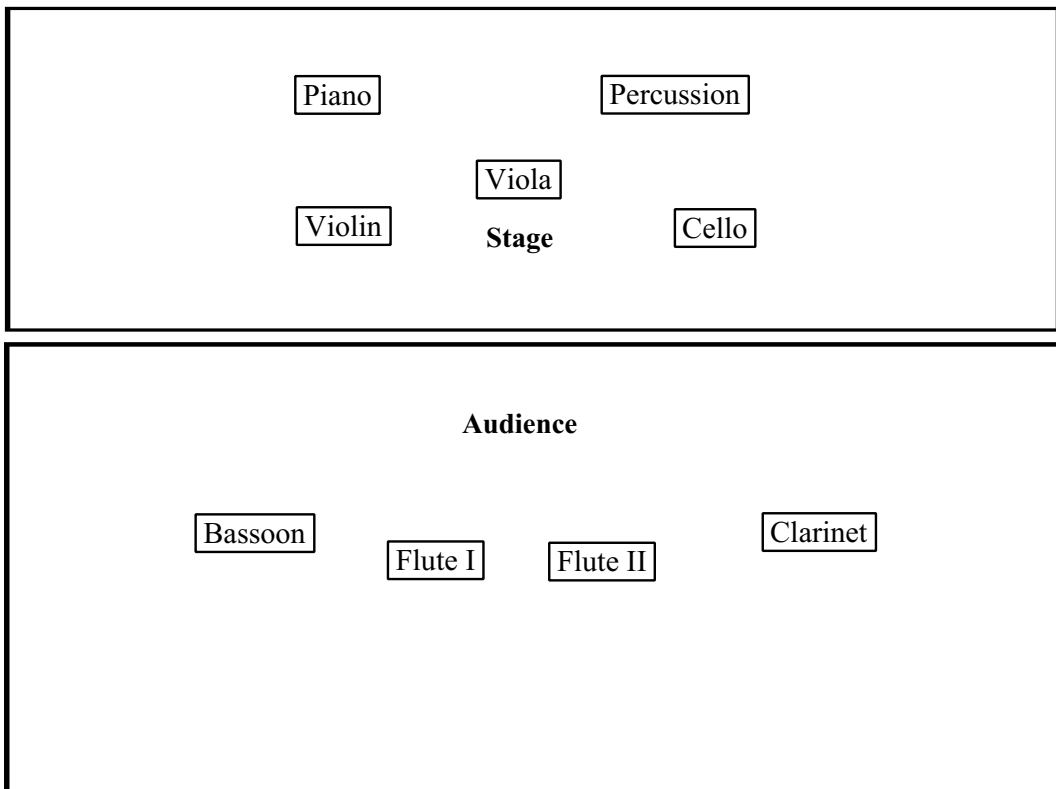 Piano
Percussion
Viola
Violin
Stage
Cello
Audience
Bassoon
Flute I
Flute II
Clarinet